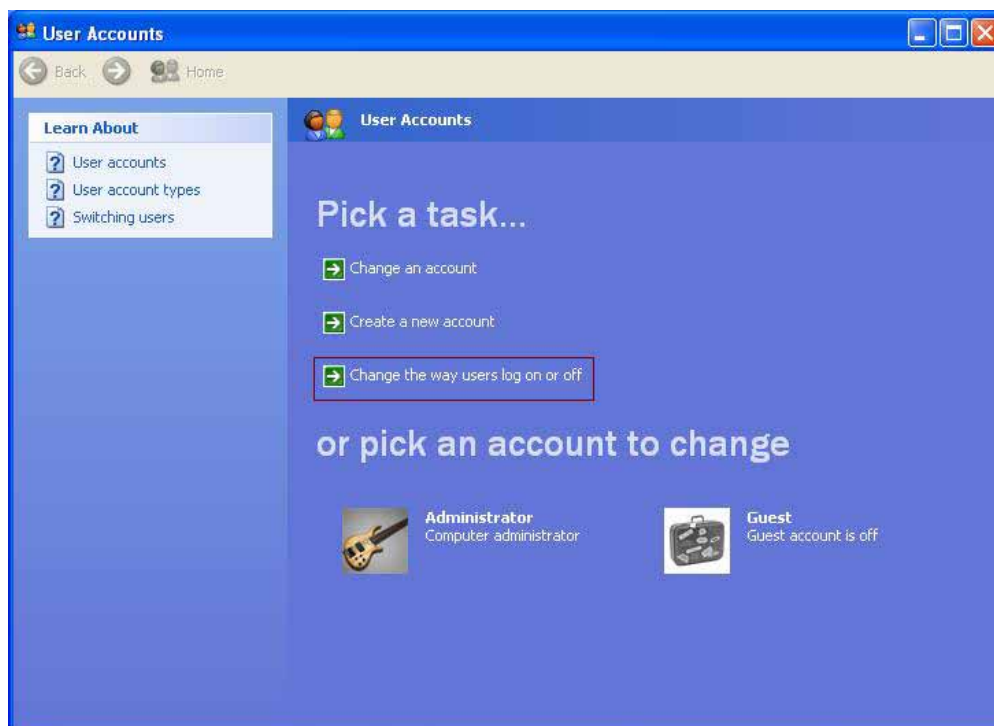 User Accounts
Back
Home
Learn About
User accounts
User account types
Switching users
User Accounts
Pick a task...
Change an account
Create a new account
Change the way users log on or off
or pick an account to change
Administrator
Computer administrator
Guest
Guest account is off